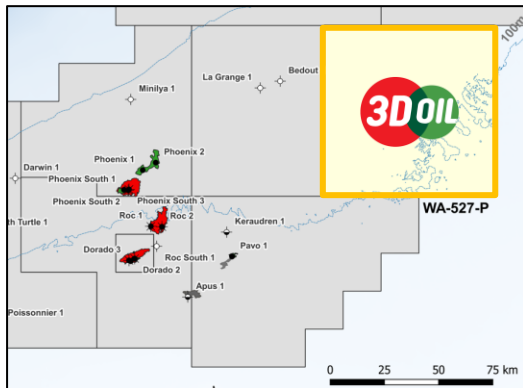 100m
Bedout
La Grange 1
Minilya 1
3D OIL
Phoenix 2
Phoenix 1
Darwin 1
Phoenix South 1
Phoenix South 2
Phoenix South 3
WA-527-P
Roc 1
Roc 2
th Turtle 1
Keraudren 1
Dorado 3
Pavo 1
Roc South 1
Dorado 2
Apus 1
Poissonnier 1
0 25 50 75 km